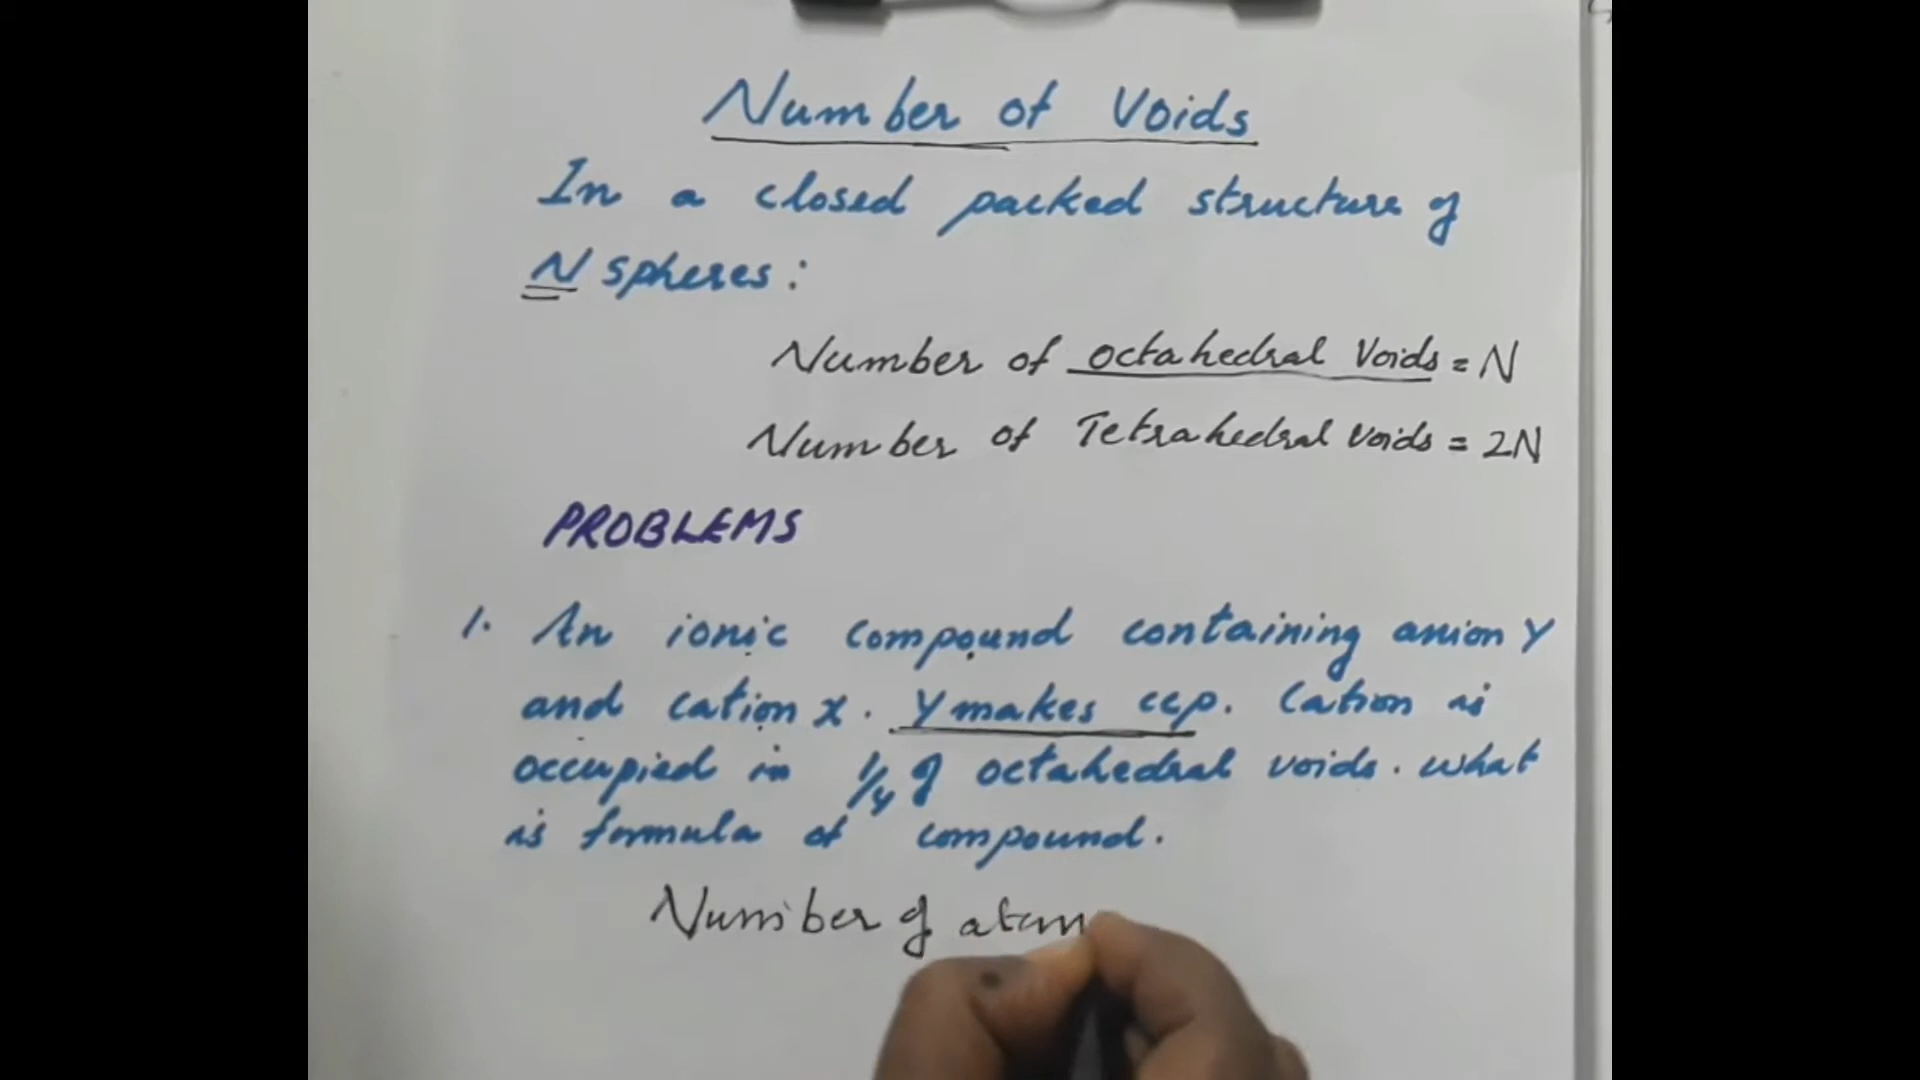 Number of Voids
In a closed packed structure of
N spheres:
Number of octahedral Voids = N
Number of Tetrahedral Voids = 2N
PROBLEMS
1. An ionic compound containing anion Y
and cation X. Y makes ccp. Cation is
occupied in 1/4 of octahedral voids. what
is formula of compound.
Number of atom